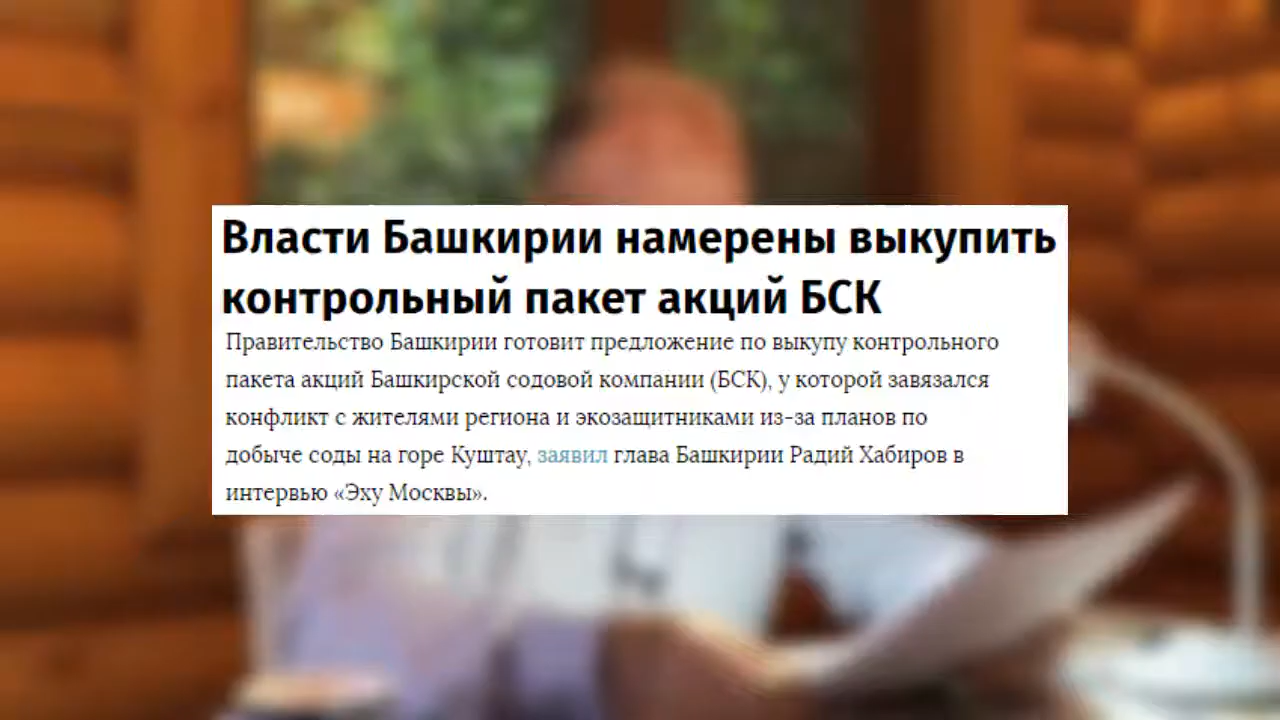 Власти Башкирии намерены выкупить
контрольный пакет акций БСК
Правительство Башкирии готовит предложение по выкупу контрольного
пакета акций Башкирской содовой компании (БСК), у которой завязался
конфликт с жителями региона и экозащитниками из-за планов по
добыче соды на горе Куштау, заявил глава Башкирии Радий Хабиров в
интервью «Эху Москвы».